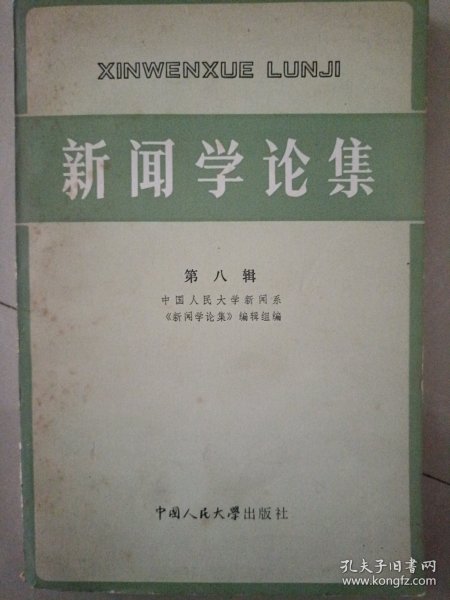 XINWENXUE LUNJI
新闻学论集
第八辑
中国人民大学新闻系
《新闻学论集》编辑组编
中国人民大学出版社
孔夫子旧书网
www.kongfz.com